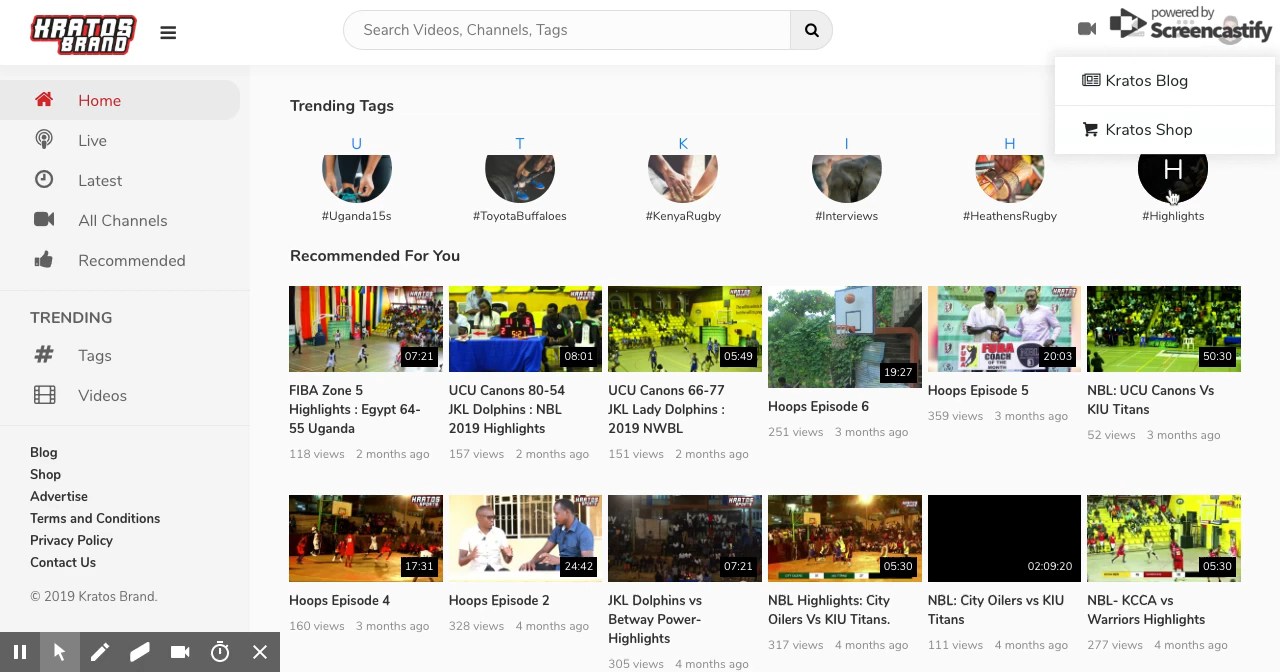 KRATOS
BRAND
Search Videos, Channels, Tags
powered by
Screencastify
Kratos Blog
Kratos Shop
Home
Live
Latest
All Channels
Recommended
TRENDING
Tags
Videos
Blog
Shop
Advertise
Terms and Conditions
Privacy Policy
Contact Us
© 2019 Kratos Brand.
Trending Tags
U T K I H H
#Uganda15s #ToyotaBuffaloes #KenyaRugby #Interviews #HeathensRugby #Highlights
Recommended For You
07:21
FIBA Zone 5
Highlights : Egypt 64-
55 Uganda
118 views 2 months ago
08:01
UCU Canons 80-54
JKL Dolphins : NBL
2019 Highlights
157 views 2 months ago
05:49
UCU Canons 66-77
JKL Lady Dolphins :
2019 NWBL
151 views 2 months ago
19:27
Hoops Episode 6
251 views 3 months ago
FUBA
COACH OF
THE MONTH
20:03
Hoops Episode 5
359 views 3 months ago
50:30
NBL: UCU Canons Vs
KIU Titans
52 views 3 months ago
17:31
Hoops Episode 4
160 views 3 months ago
24:42
Hoops Episode 2
328 views 4 months ago
07:21
JKL Dolphins vs
Betway Power-
Highlights
305 views 4 months ago
05:30
NBL Highlights: City
Oilers Vs KIU Titans.
317 views 4 months ago
02:09:20
NBL: City Oilers vs KIU
Titans
111 views 4 months ago
05:30
NBL- KCCA vs
Warriors Highlights
277 views 4 months ago